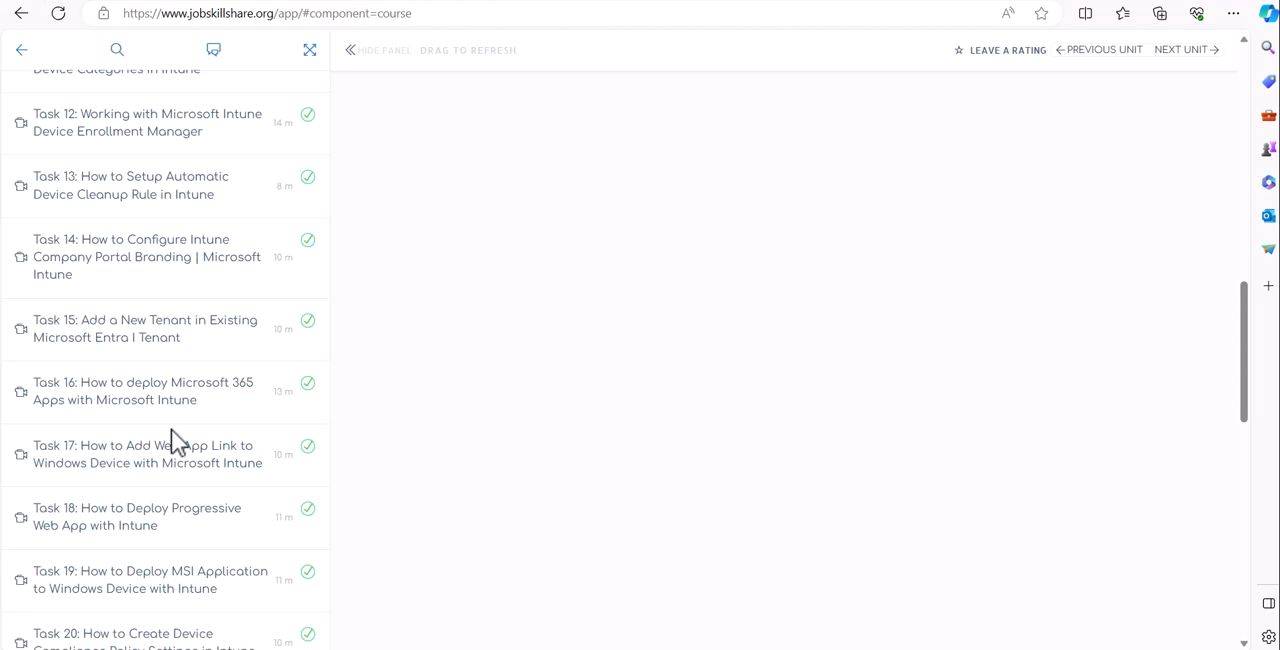 https://www.jobskillshare.org/app/#component=course
HIDE PANEL DRAG TO REFRESH
LEAVE A RATING
PREVIOUS UNIT
NEXT UNIT
Device Categories in Intune
Task 12: Working with Microsoft Intune
Device Enrollment Manager
14 m
Task 13: How to Setup Automatic
Device Cleanup Rule in Intune
8 m
Task 14: How to Configure Intune
Company Portal Branding | Microsoft
Intune
10 m
Task 15: Add a New Tenant in Existing
Microsoft Entra I Tenant
10 m
Task 16: How to deploy Microsoft 365
Apps with Microsoft Intune
13 m
Task 17: How to Add Web App Link to
Windows Device with Microsoft Intune
10 m
Task 18: How to Deploy Progressive
Web App with Intune
11 m
Task 19: How to Deploy MSI Application
to Windows Device with Intune
11 m
Task 20: How to Create Device
Compliance Policy Settings in Intune
10 m